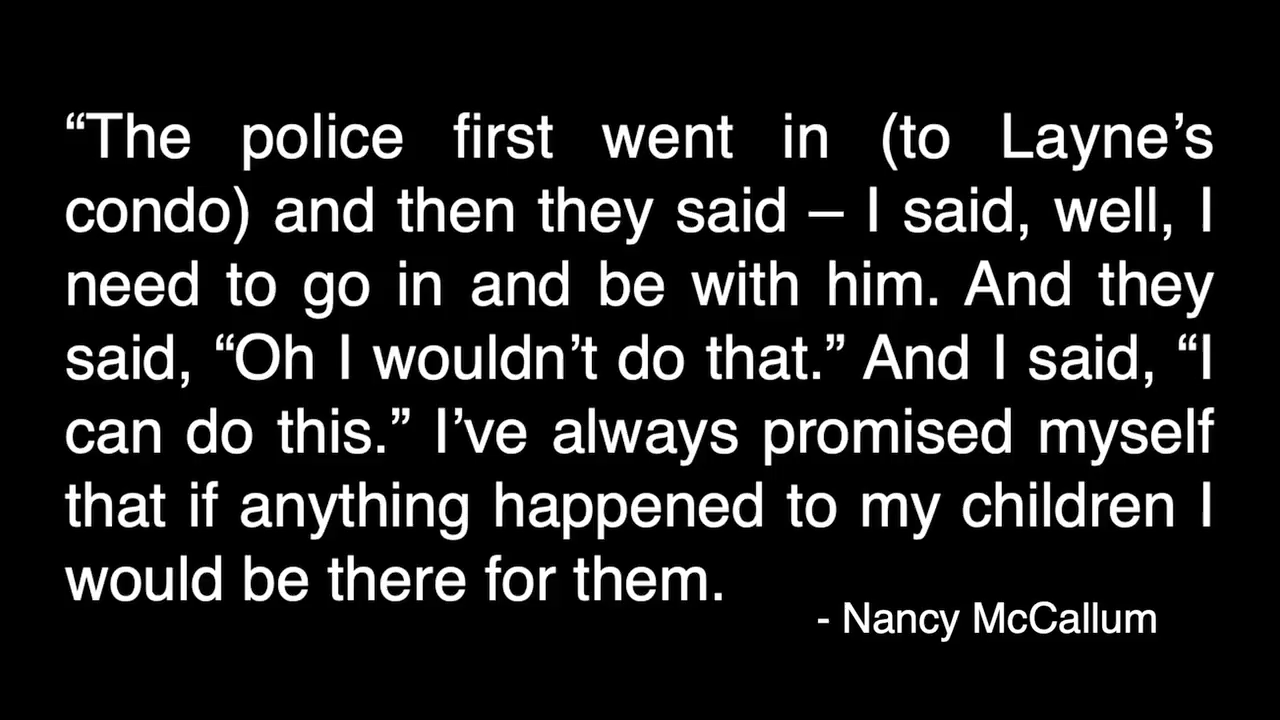 “The police first went in (to Layne’s
condo) and then they said – I said, well, I
need to go in and be with him. And they
said, “Oh I wouldn’t do that.” And I said, “I
can do this.” I’ve always promised myself
that if anything happened to my children I
would be there for them.
- Nancy McCallum